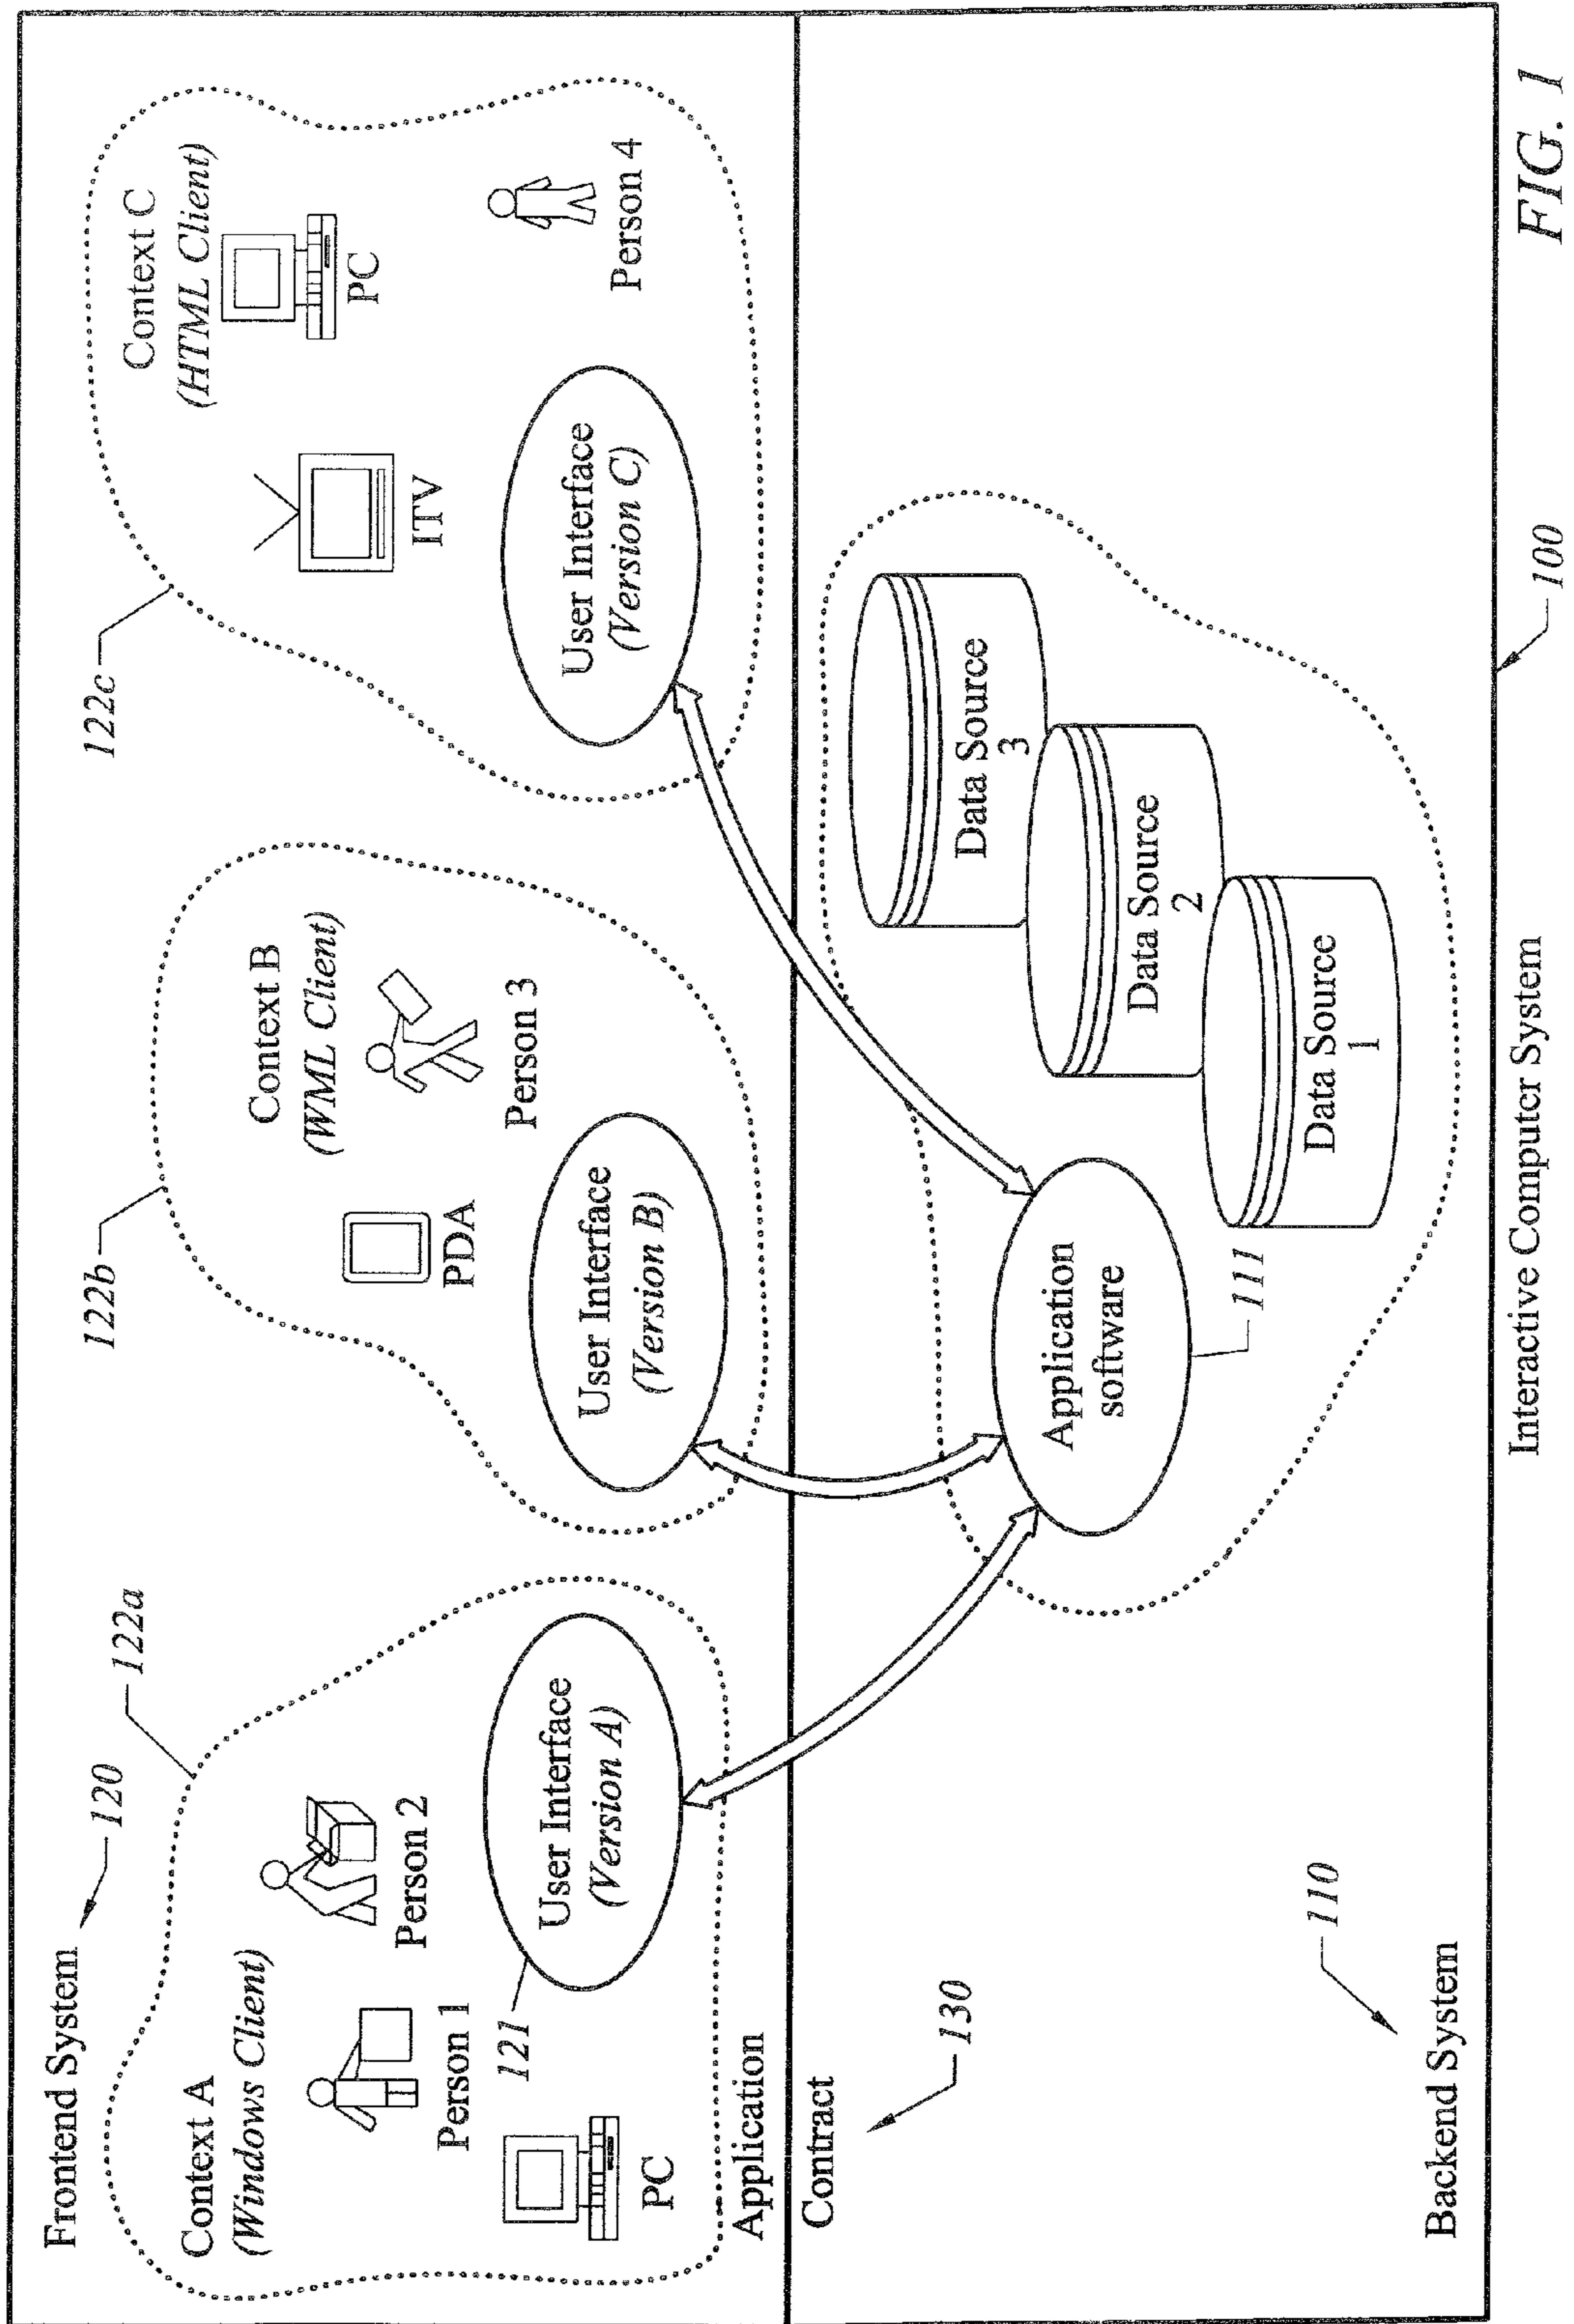 Frontend System
120
122a
122b
122c
Context A
(Windows Client)
Person 1
Person 2
PC
121
User Interface
(Version A)
Context B
(WML Client)
PDA
Person 3
User Interface
(Version B)
Context C
(HTML Client)
ITV
PC
Person 4
User Interface
(Version C)
Application
Contract
130
Application
software
111
Data Source
1
Data Source
2
Data Source
3
110
Backend System
Interactive Computer System
100
FIG. 1